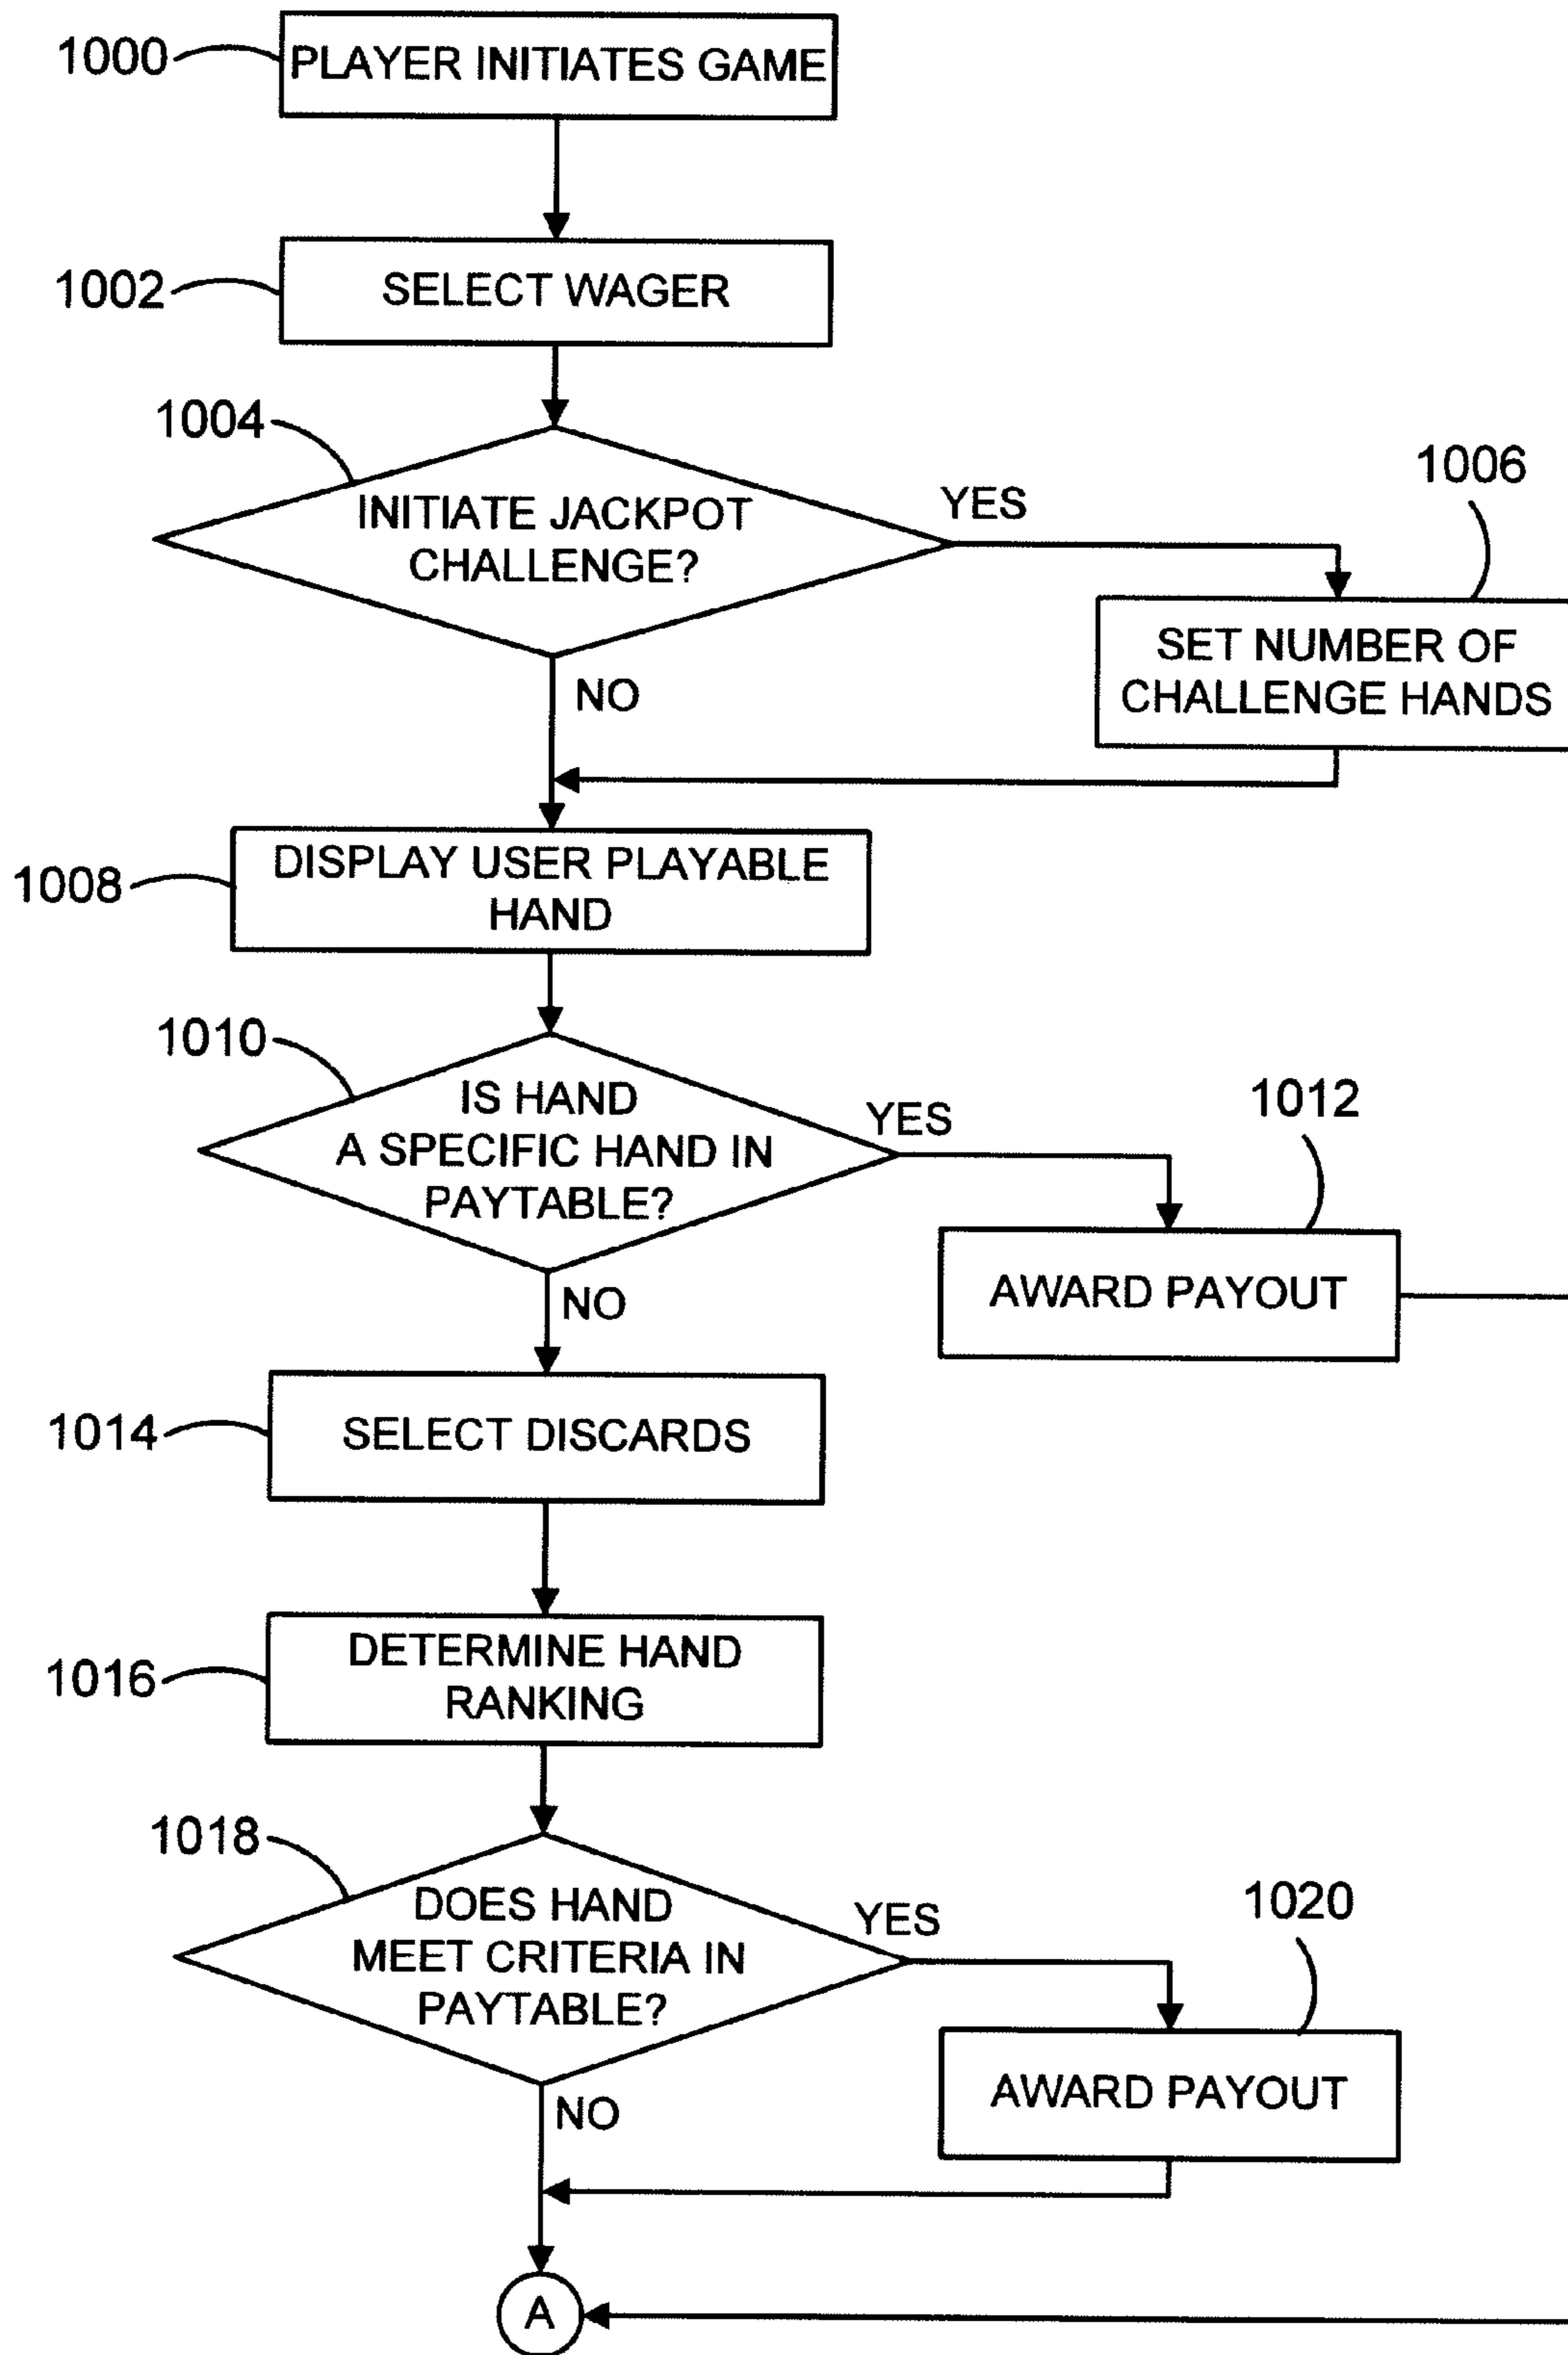 1000
PLAYER INITIATES GAME
1002
SELECT WAGER
1004
INITIATE JACKPOT
CHALLENGE?
YES
1006
SET NUMBER OF
CHALLENGE HANDS
NO
1008
DISPLAY USER PLAYABLE
HAND
1010
IS HAND
A SPECIFIC HAND IN
PAYTABLE?
YES
1012
AWARD PAYOUT
NO
1014
SELECT DISCARDS
1016
DETERMINE HAND
RANKING
1018
DOES HAND
MEET CRITERIA IN
PAYTABLE?
YES
1020
AWARD PAYOUT
NO
A